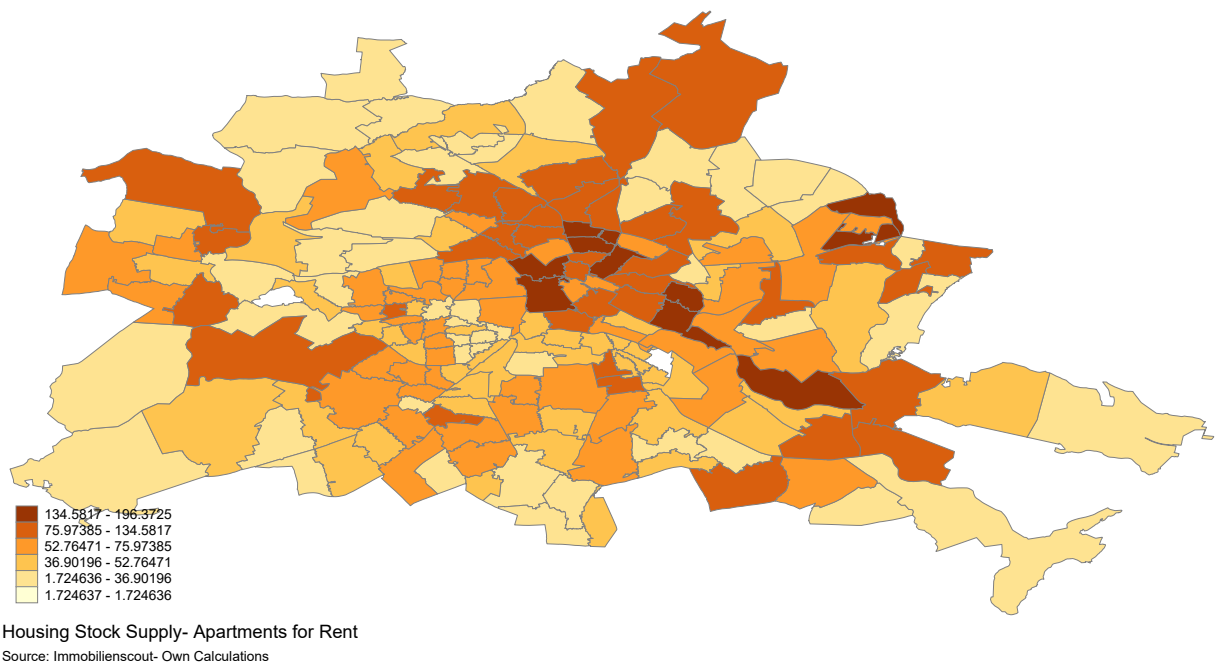 134.5817 - 196.3725
75.97385 - 134.5817
52.76471 - 75.97385
36.90196 - 52.76471
1.724636 - 36.90196
1.724637 - 1.724636
Housing Stock Supply- Apartments for Rent
Source: Immobilienscout- Own Calculations